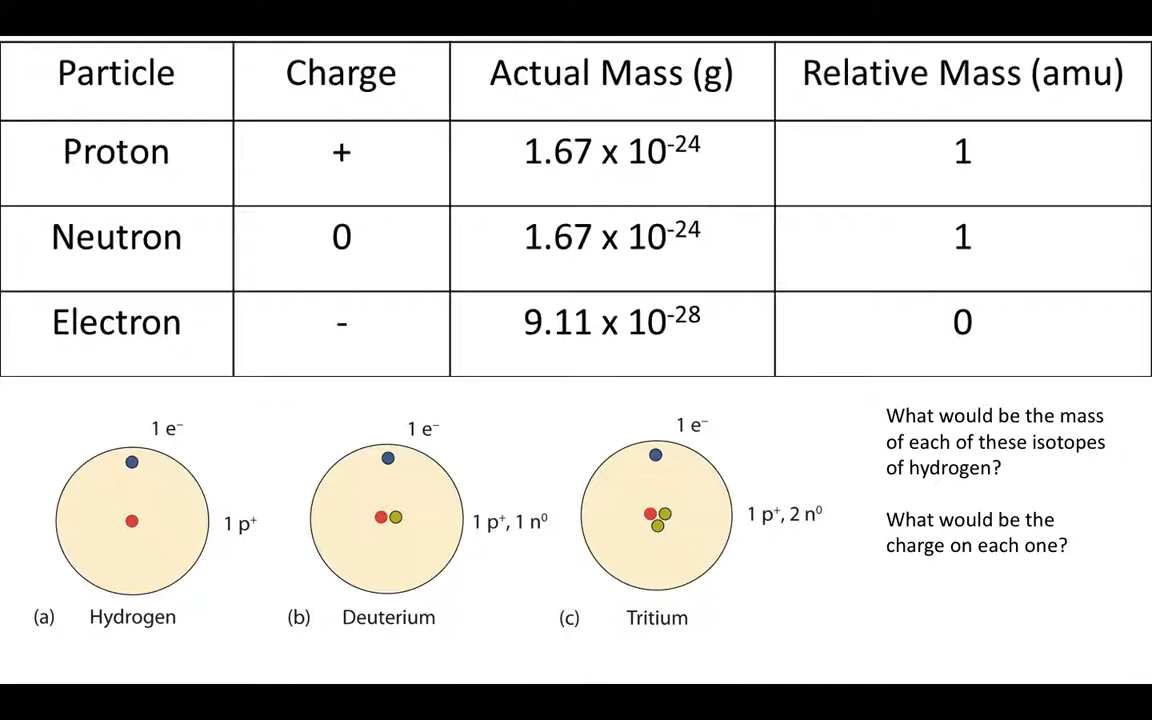 Particle Charge Actual Mass (g) Relative Mass (amu)
Proton + 1.67 x 10⁻²⁴ 1
Neutron 0 1.67 x 10⁻²⁴ 1
Electron - 9.11 x 10⁻²⁸ 0
1 e⁻
1 p⁺
(a) Hydrogen
1 e⁻
1 p⁺, 1 n⁰
(b) Deuterium
1 e⁻
1 p⁺, 2 n⁰
(c) Tritium
What would be the mass
of each of these isotopes
of hydrogen?
What would be the
charge on each one?